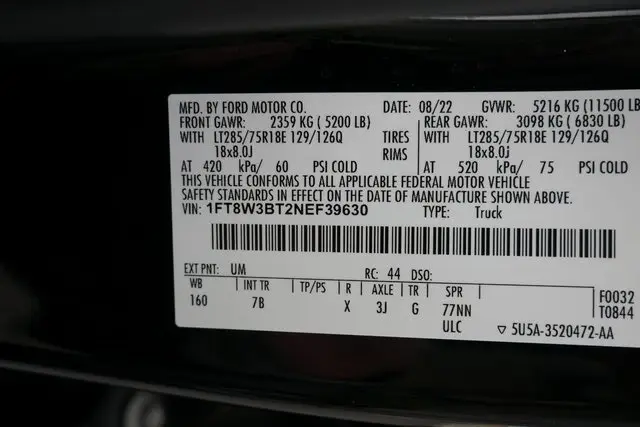 MFD. BY FORD MOTOR CO. DATE: 08/22 GVWR: 5216 KG (11500 LB
FRONT GAWR: 2359 KG ( 5200 LB) REAR GAWR: 3098 KG ( 6830 LB)
WITH LT285/75R18E 129/126Q TIRES WITH LT285/75R18E 129/126Q
18x8.0J RIMS 18x8.0J
AT 420 kPa/ 60 PSI COLD AT 520 kPa/ 75 PSI COLD
THIS VEHICLE CONFORMS TO ALL APPLICABLE FEDERAL MOTOR VEHICLE
SAFETY STANDARDS IN EFFECT ON THE DATE OF MANUFACTURE SHOWN ABOVE.
VIN: 1FT8W3BT2NEF39630 TYPE: Truck
EXT PNT: UM RC: 44 DSO:
WB INT TR TP/PS R AXLE TR SPR F0032
160 7B X 3J G 77NN T0844
ULC ▽ 5U5A-3520472-AA